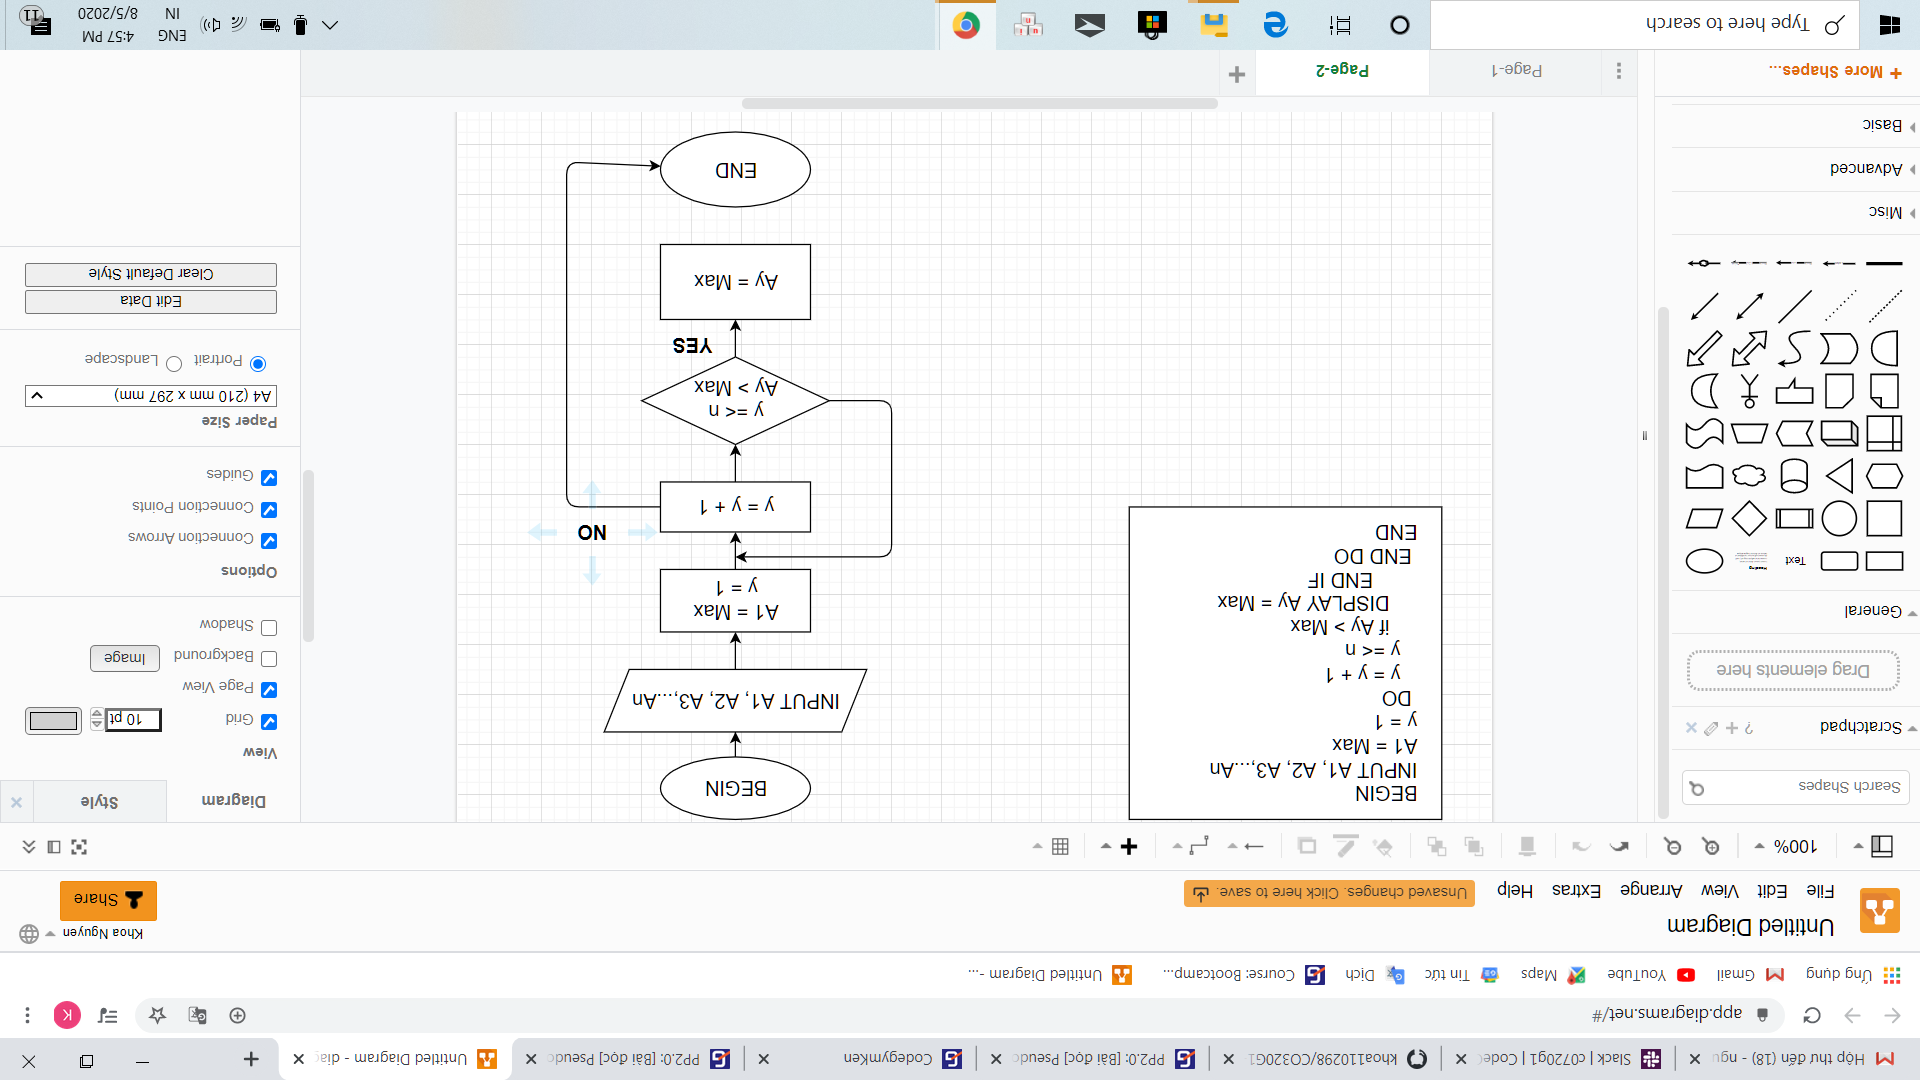 Hộp thư đến (18) - ngu
Slack | c0720g1 | Codec
khoa110298/CO320G1
PP2.0: [Bài đọc] Pseudo
CodegymKen
PP2.0: [Bài đọc] Pseudo
Untitled Diagram - dia
app.diagrams.net/#
K
Ứng dụng
Gmail
YouTube
Maps
Tin tức
Dịch
Course: Bootcamp...
Untitled Diagram -...
Untitled Diagram
Khoa Nguyen
File Edit View Arrange Extras Help
Unsaved changes. Click here to save.
Share
100%
Search Shapes
Scratchpad
Drag elements here
General
Text
Misc
Advanced
Basic
+ More Shapes...
BEGIN
INPUT A1, A2, A3,...An
A1 = Max
y = 1
DO
y = y + 1
y =< n
if Ay > Max
DISPLAY Ay = Max
END IF
END DO
END
BEGIN
INPUT A1, A2, A3,...An
A1 = Max
y = 1
NO
y = y + 1
y =< n
Ay > Max
YES
Ay = Max
END
Diagram
Style
View
Grid
10 pt
Page View
Background
Image
Shadow
Options
Connection Arrows
Connection Points
Guides
Paper Size
A4 (210 mm x 297 mm)
Portrait
Landscape
Edit Data
Clear Default Style
Page-1
Page-2
Type here to search
ENG
IN
4:57 PM
8/5/2020
11